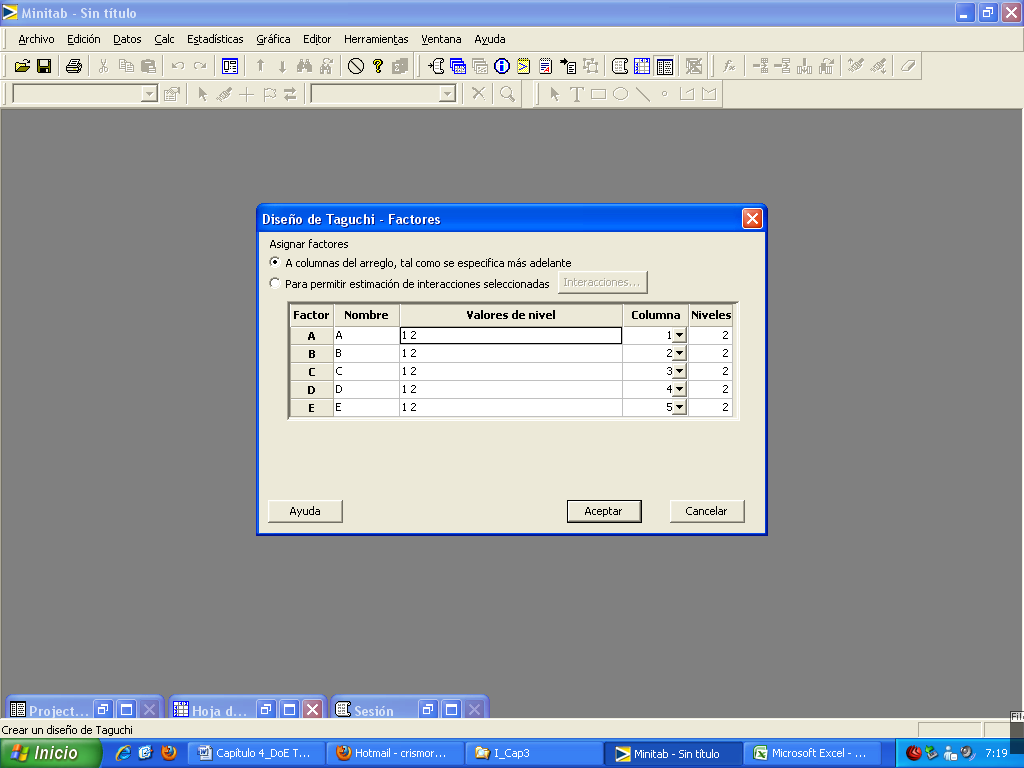 Minitab - Sin título
Archivo Edición Datos Calc Estadísticas Gráfica Editor Herramientas Ventana Ayuda
Diseño de Taguchi - Factores
Asignar factores
A columnas del arreglo, tal como se especifica más adelante
Para permitir estimación de interacciones seleccionadas Interacciones...
Factor Nombre Valores de nivel Columna Niveles
A A 1 2 1 2
B B 1 2 2 2
C C 1 2 3 2
D D 1 2 4 2
E E 1 2 5 2
Ayuda Aceptar Cancelar
Project... Hoja d... Sesión
Crear un diseño de Taguchi
Inicio Capítulo 4_DoE T... Hotmail - crismor... I_Cap3 Minitab - Sin título Microsoft Excel - ... 7:19